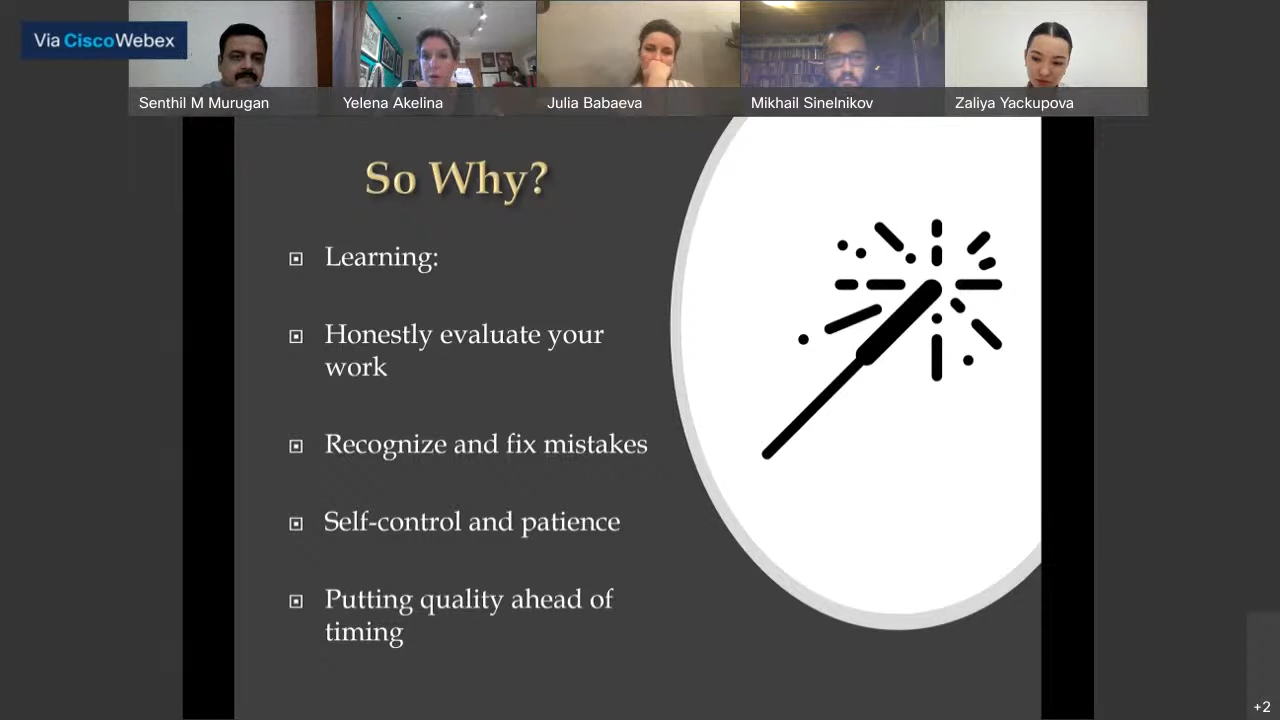 Via CiscoWebex
Senthil M Murugan
Yelena Akelina
Julia Babaeva
Mikhail Sinelnikov
Zaliya Yackupova
So Why?
Learning:
Honestly evaluate your
work
Recognize and fix mistakes
Self-control and patience
Putting quality ahead of
timing
+2